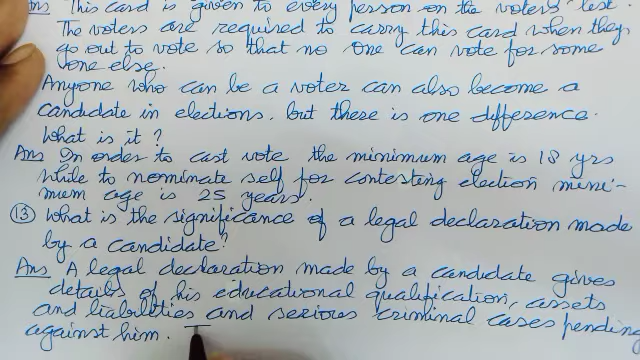 Ans This card is given to every person on the voters list.
The voters are required to carry this card when they
go out to vote so that no one can vote for some
one else.
Anyone who can be a voter can also become a
candidate in elections. but there is one difference.
What is it?
Ans In order to cast vote the minimum age is 18 yrs
while to nominate self for contesting election mini-
mum age is 25 years.
13 What is the significance of a legal declaration made
by a candidate?
Ans A legal declaration made by a candidate gives
details of his educational qualification, assets
and liabilities and serious criminal cases pending
against him.